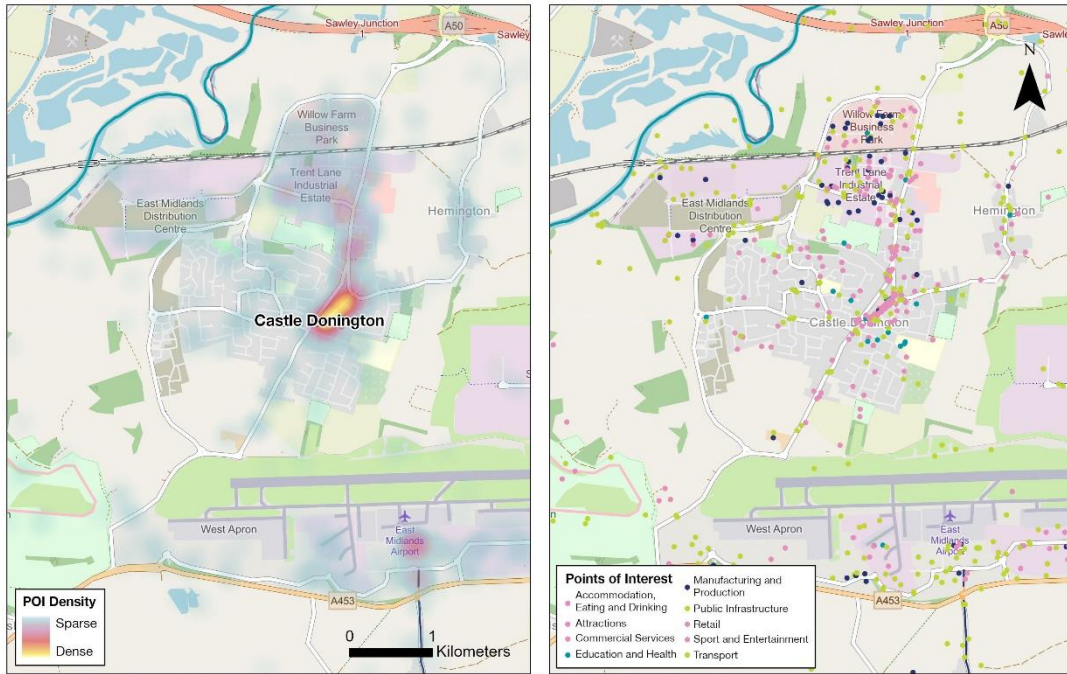 Sawley Junction
1
A50
Sawley
Willow Farm
Business
Park
Trent Lane
Industrial
Estate
East Midlands
Distribution
Centre
Hemington
Castle Donington
West Apron
East
Midlands
Airport
A453
POI Density
Sparse
Dense
0 1
Kilometers
Sawley Junction
1
A50
Sawley
N
Willow Farm
Business
Park
Trent Lane
Industrial
Estate
East Midlands
Distribution
Centre
Hemington
Castle Donington
West Apron
East
Midlands
Airport
A453
Points of Interest
Accommodation,
Eating and Drinking
Attractions
Commercial Services
Education and Health
Manufacturing and
Production
Public Infrastructure
Retail
Sport and Entertainment
Transport